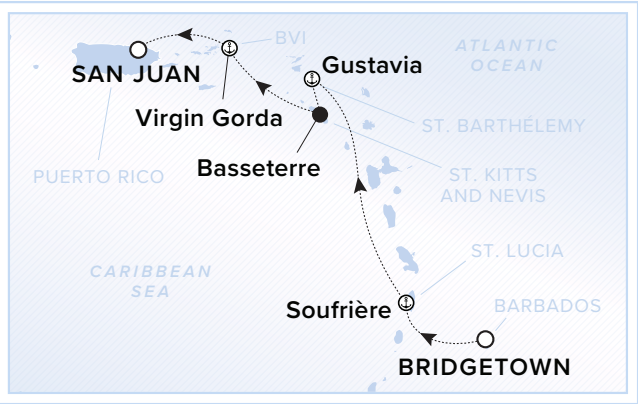 BVI
ATLANTIC
OCEAN
Gustavia
SAN JUAN
Virgin Gorda
ST. BARTHÉLEMY
Basseterre
PUERTO RICO
ST. KITTS
AND NEVIS
ST. LUCIA
CARIBBEAN
SEA
Soufrière
BARBADOS
BRIDGETOWN